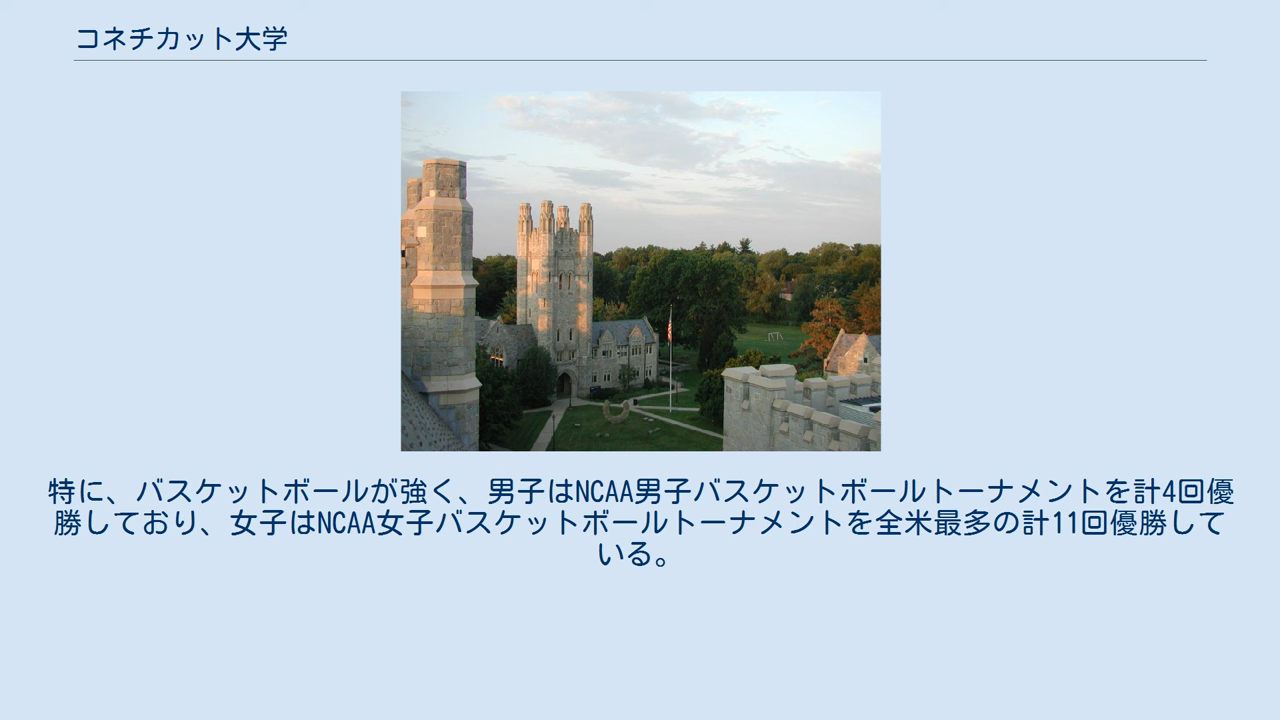 コネチカット大学
特に、バスケットボールが強く、男子はNCAA男子バスケットボールトーナメントを計4回優
勝しており、女子はNCAA女子バスケットボールトーナメントを全米最多の計11回優勝して
いる。